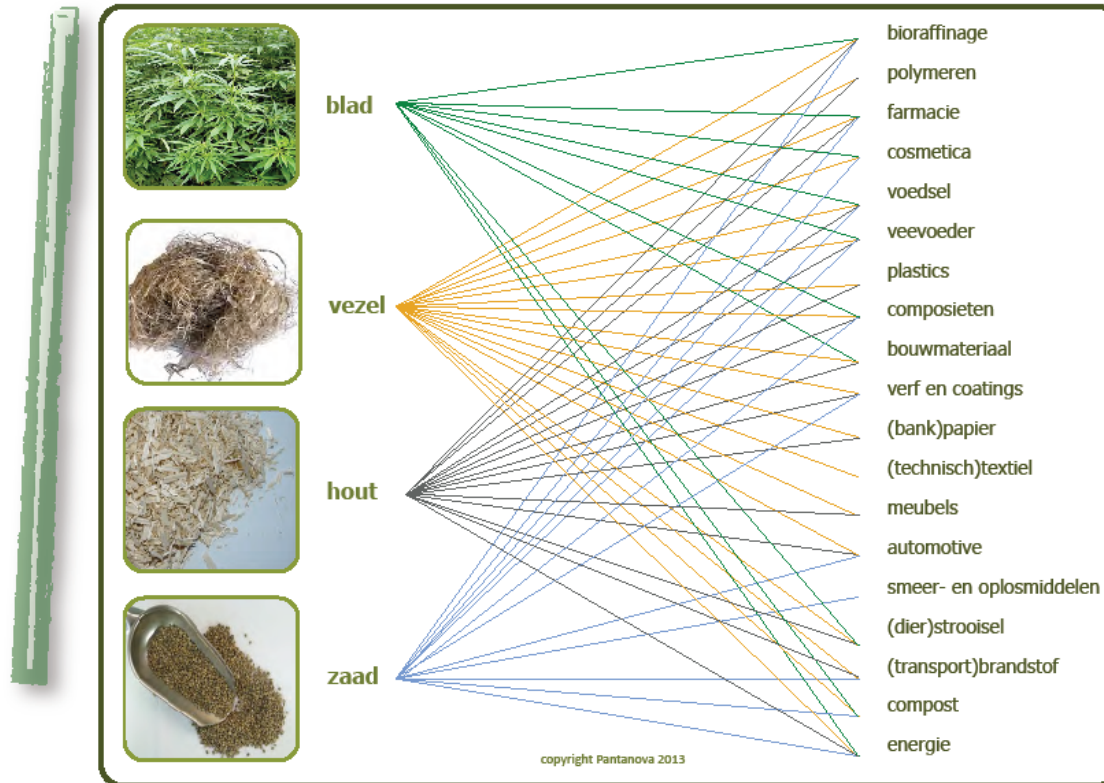 blad
vezel
hout
zaad
bioraffinage
polymeren
farmacie
cosmetica
voedsel
veevoeder
plastics
composieten
bouwmateriaal
verf en coatings
(bank)papier
(technisch)textiel
meubels
automotive
smeer- en oplosmiddelen
(dier)strooisel
(transport)brandstof
compost
energie
copyright Pantanova 2013